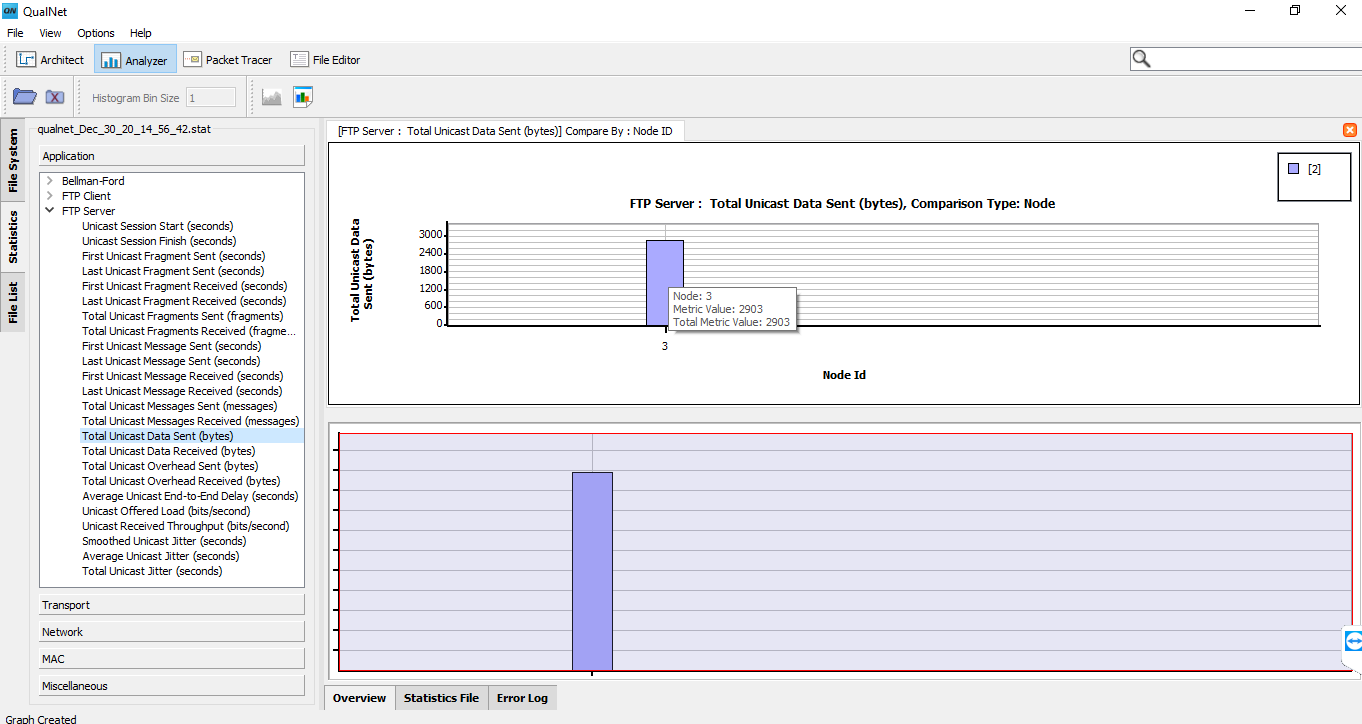 QN QualNet
File View Options Help
Architect Analyzer Packet Tracer File Editor
Histogram Bin Size 1
File System
Statistics
File List
qualnet_Dec_30_20_14_56_42.stat
Application
Bellman-Ford
FTP Client
FTP Server
Unicast Session Start (seconds)
Unicast Session Finish (seconds)
First Unicast Fragment Sent (seconds)
Last Unicast Fragment Sent (seconds)
First Unicast Fragment Received (seconds)
Last Unicast Fragment Received (seconds)
Total Unicast Fragments Sent (fragments)
Total Unicast Fragments Received (fragme...
First Unicast Message Sent (seconds)
Last Unicast Message Sent (seconds)
First Unicast Message Received (seconds)
Last Unicast Message Received (seconds)
Total Unicast Messages Sent (messages)
Total Unicast Messages Received (messages)
Total Unicast Data Sent (bytes)
Total Unicast Data Received (bytes)
Total Unicast Overhead Sent (bytes)
Total Unicast Overhead Received (bytes)
Average Unicast End-to-End Delay (seconds)
Unicast Offered Load (bits/second)
Unicast Received Throughput (bits/second)
Smoothed Unicast Jitter (seconds)
Average Unicast Jitter (seconds)
Total Unicast Jitter (seconds)
Transport
Network
MAC
Miscellaneous
[FTP Server : Total Unicast Data Sent (bytes)] Compare By : Node ID
[2]
FTP Server : Total Unicast Data Sent (bytes), Comparison Type: Node
Total Unicast Data
Sent (bytes)
3000
2400
1800
1200
600
0
Node: 3
Metric Value: 2903
Total Metric Value: 2903
3
Node Id
Overview Statistics File Error Log
Graph Created